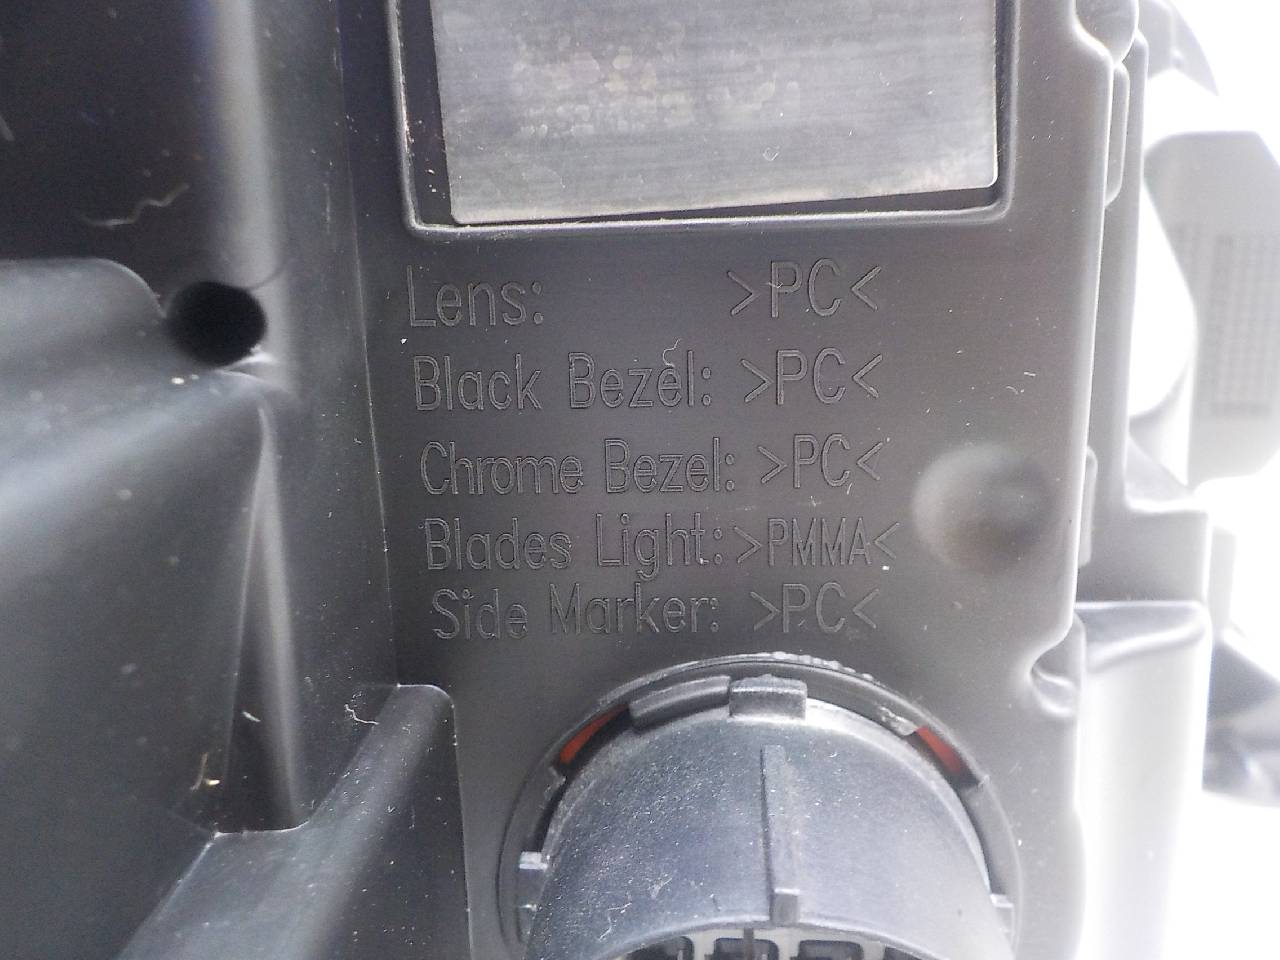 Lens: >PC<
Black Bezel: >PC<
Chrome Bezel: >PC<
Blades Light: >PMMA<
Side Marker: >PC<